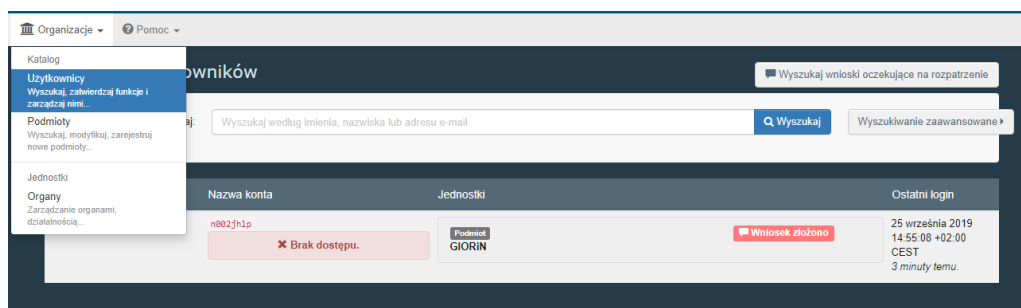 Organizacje
Pomoc
Katalog
Użytkownicy
Wyszukaj, zatwierdzaj funkcje i
zarządzaj nimi...
Podmioty
Wyszukaj, modyfikuj, zarejestruj
nowe podmioty...
Jednostki
Organy
Zarządzanie organami,
działalnością...
owników
Wyszukaj wnioski oczekujące na rozpatrzenie
aj:
Wyszukaj według imienia, nazwiska lub adresu e-mail
Wyszukaj
Wyszukiwanie zaawansowane
Nazwa konta
Jednostki
Ostatni login
n002jhlp
Brak dostępu.
Podmiot
GIORiN
Wniosek złożono
25 września 2019
14:55:08 +02:00
CEST
3 minuty temu.